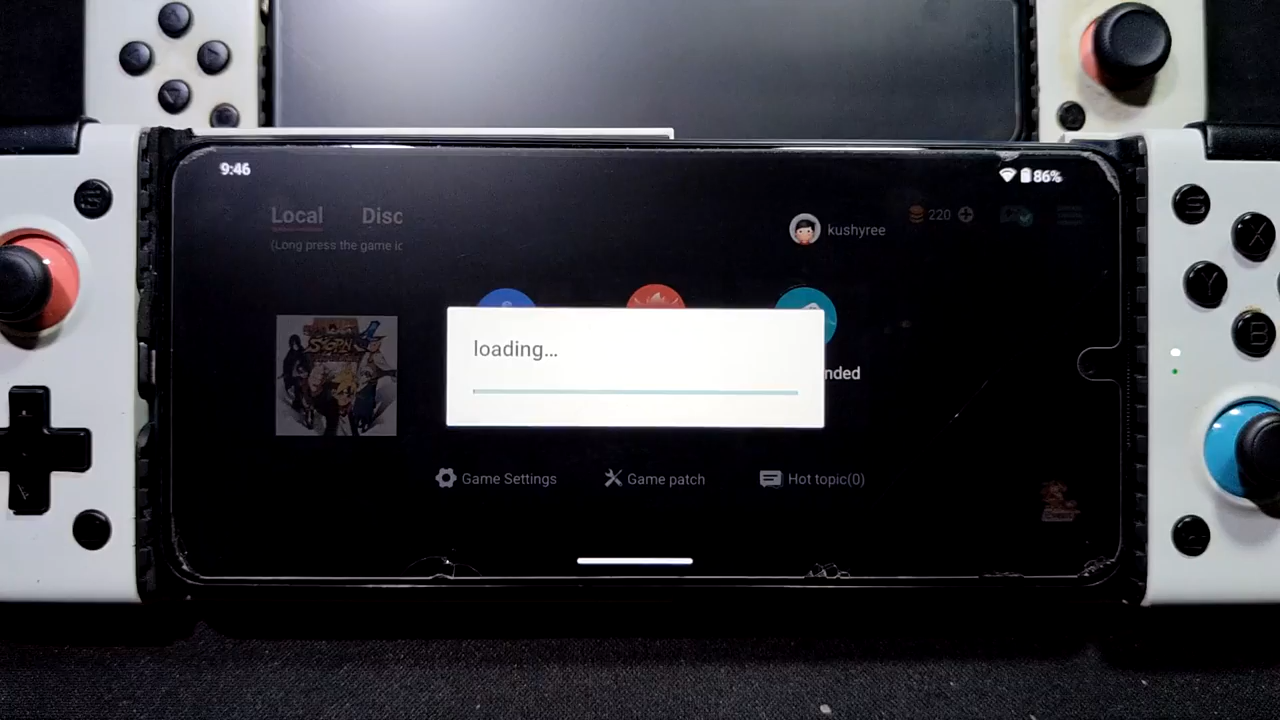 9:46
86%
Local Disc
(Long press the game ic
kushyree
220
loading...
nded
Game Settings
Game patch
Hot topic(0)
X
Y
B